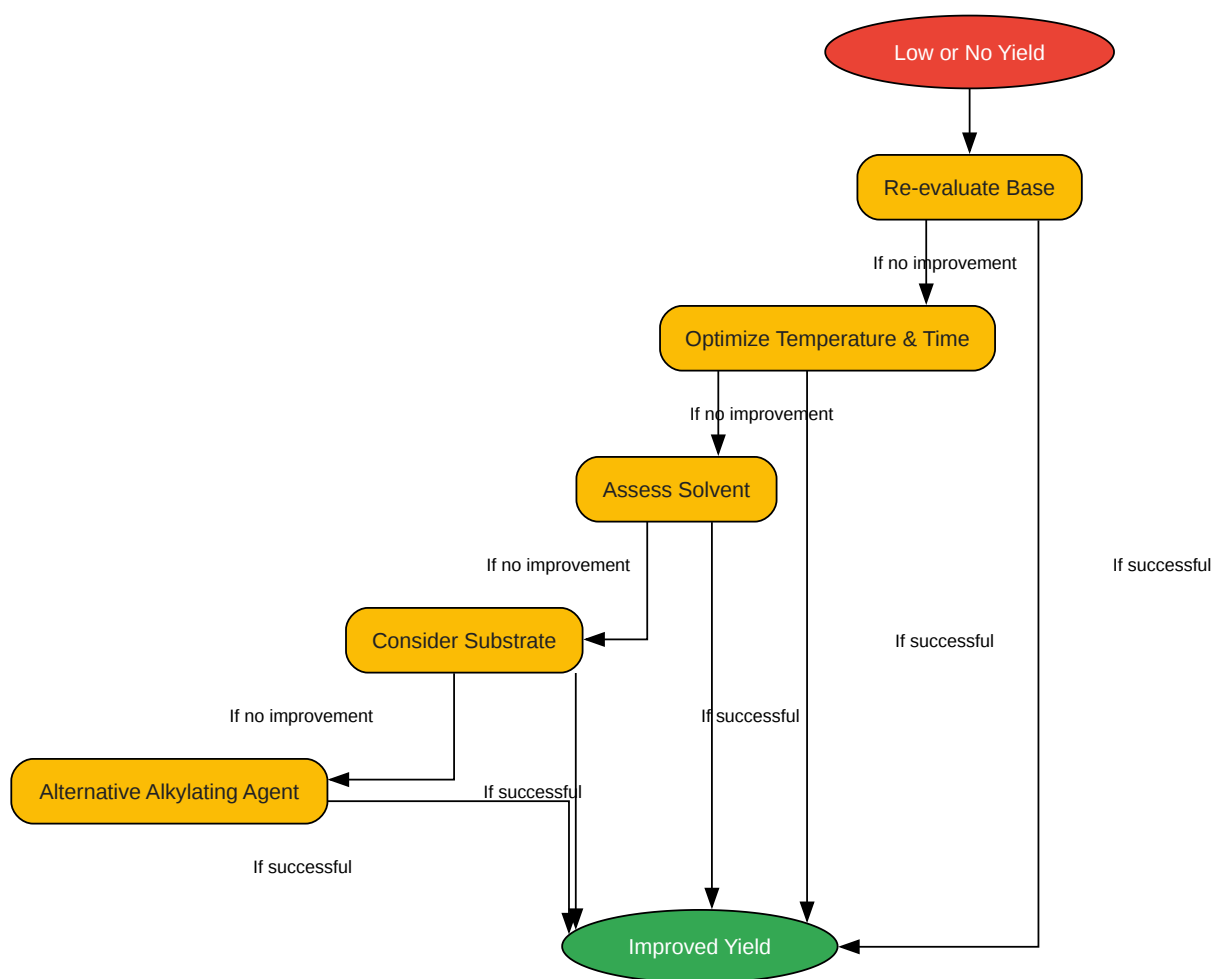 Low or No Yield
Re-evaluate Base
If no improvement
Optimize Temperature & Time
If no improvement
Assess Solvent
If no improvement
If successful
Consider Substrate
If successful
If no improvement
If successful
Alternative Alkylating Agent
If successful
If successful
Improved Yield